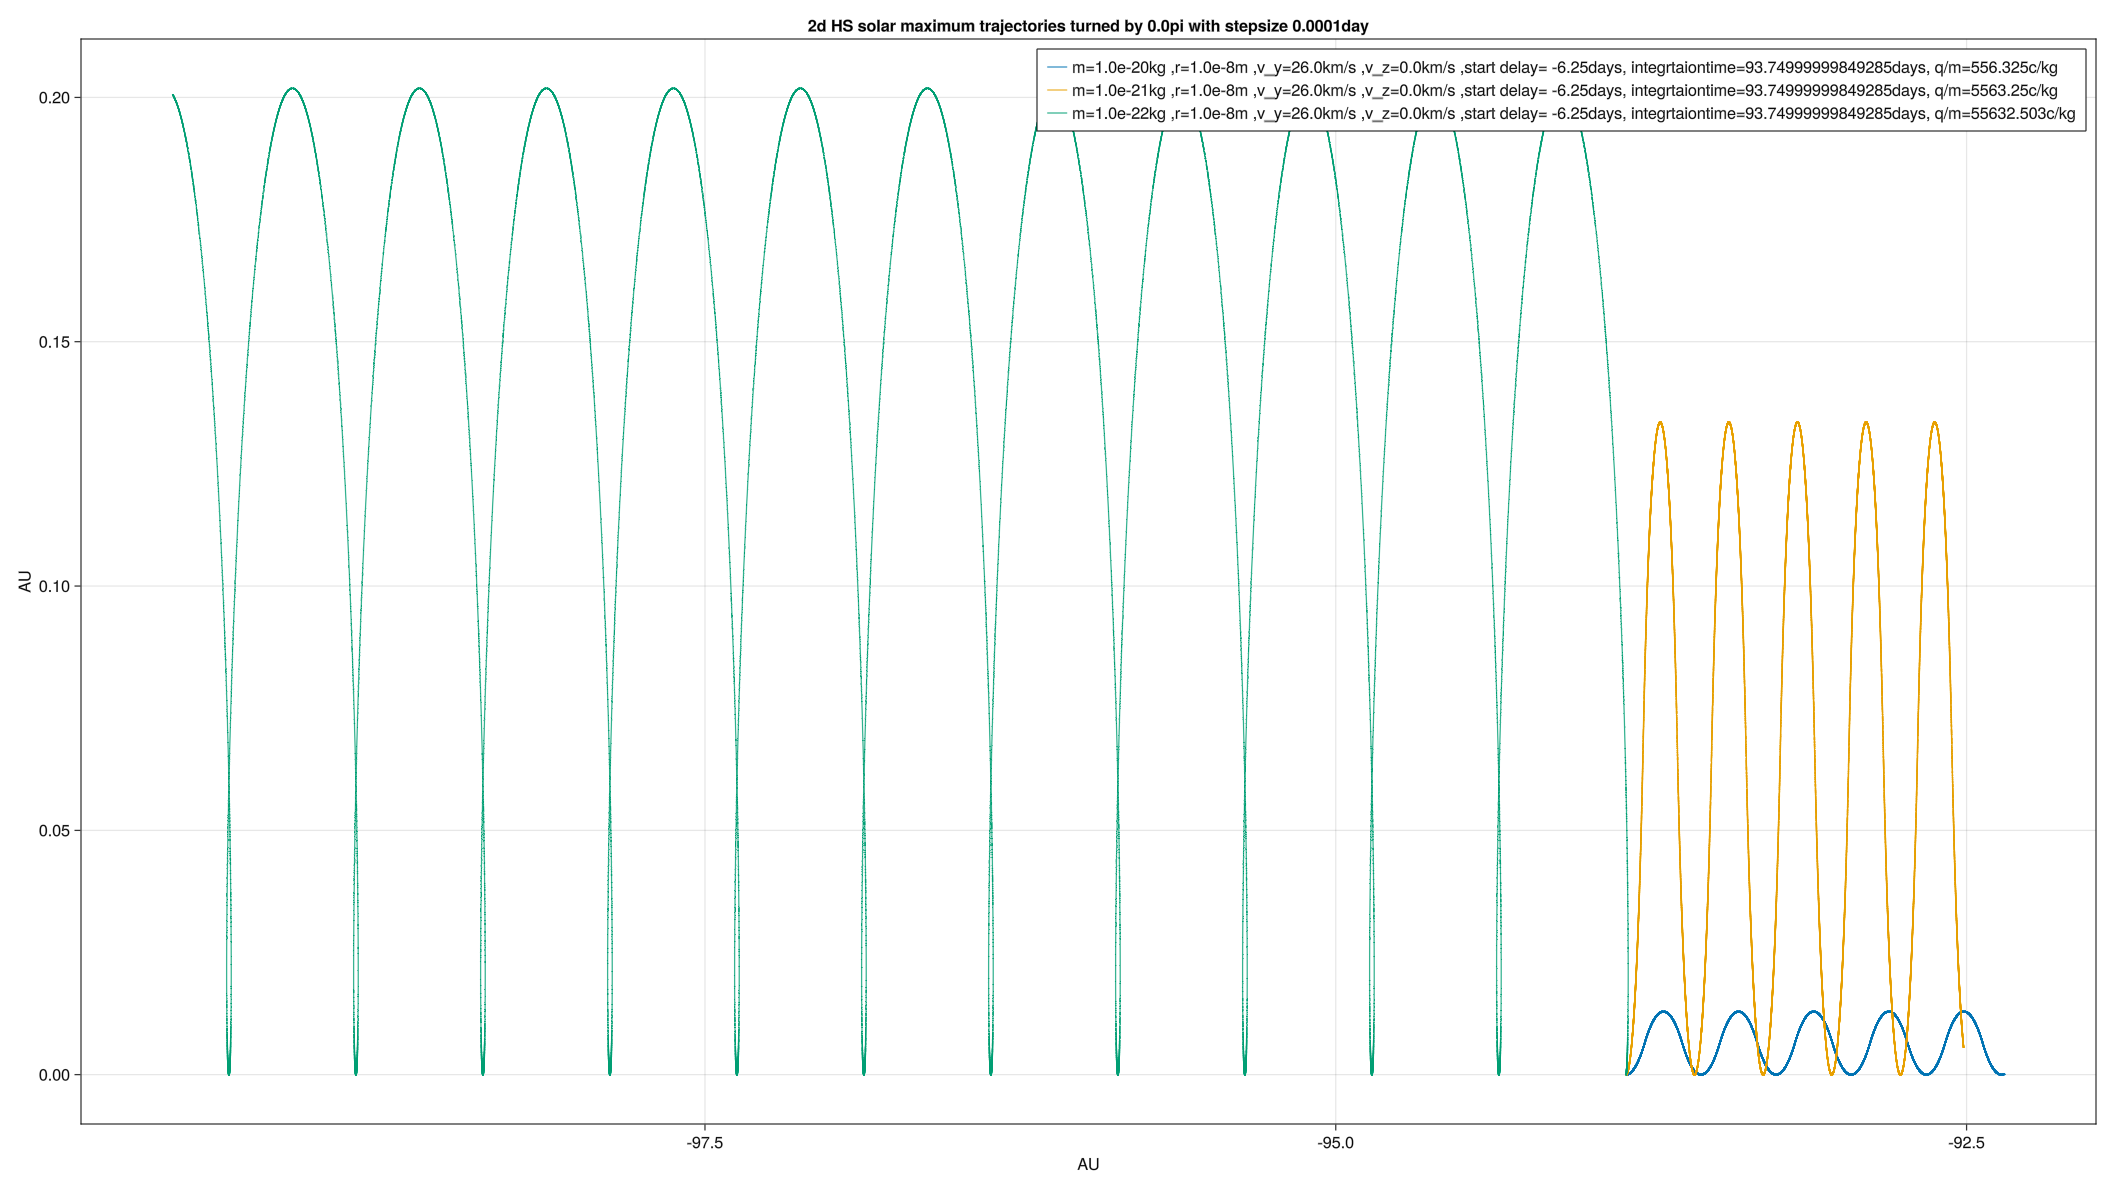 2d HS solar maximum trajectories turned by 0.0pi with stepsize 0.0001day
m=1.0e-20kg ,r=1.0e-8m ,v_y=26.0km/s ,v_z=0.0km/s ,start delay= -6.25days, integrtaiontime=93.74999999849285days, q/m=556.325c/kg
m=1.0e-21kg ,r=1.0e-8m ,v_y=26.0km/s ,v_z=0.0km/s ,start delay= -6.25days, integrtaiontime=93.74999999849285days, q/m=5563.25c/kg
m=1.0e-22kg ,r=1.0e-8m ,v_y=26.0km/s ,v_z=0.0km/s ,start delay= -6.25days, integrtaiontime=93.74999999849285days, q/m=55632.503c/kg
0.20
0.15
0.10
0.05
0.00
AU
-97.5
-95.0
-92.5
AU